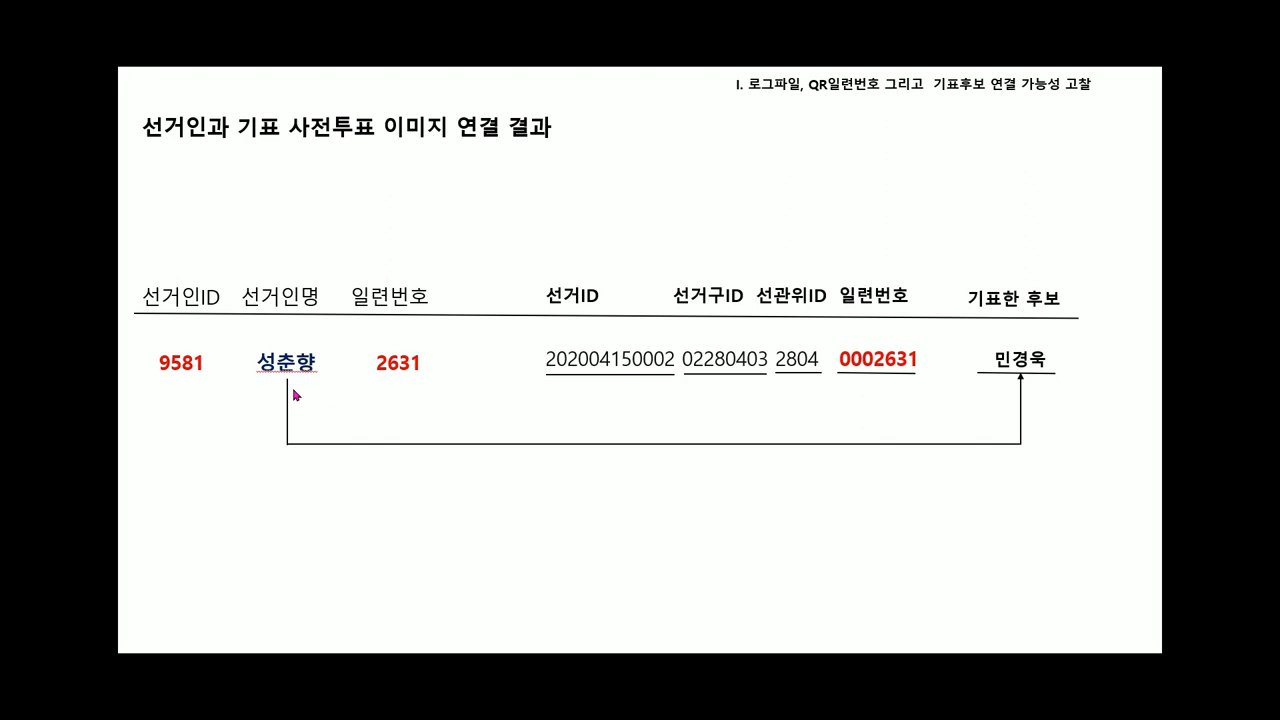 I. 로그파일, QR일련번호 그리고 기표후보 연결 가능성 고찰
선거인과 기표 사전투표 이미지 연결 결과
선거인ID 선거인명 일련번호 선거ID 선거구ID 선관위ID 일련번호 기표한 후보
9581 성춘향 2631 202004150002 02280403 2804 0002631 민경욱